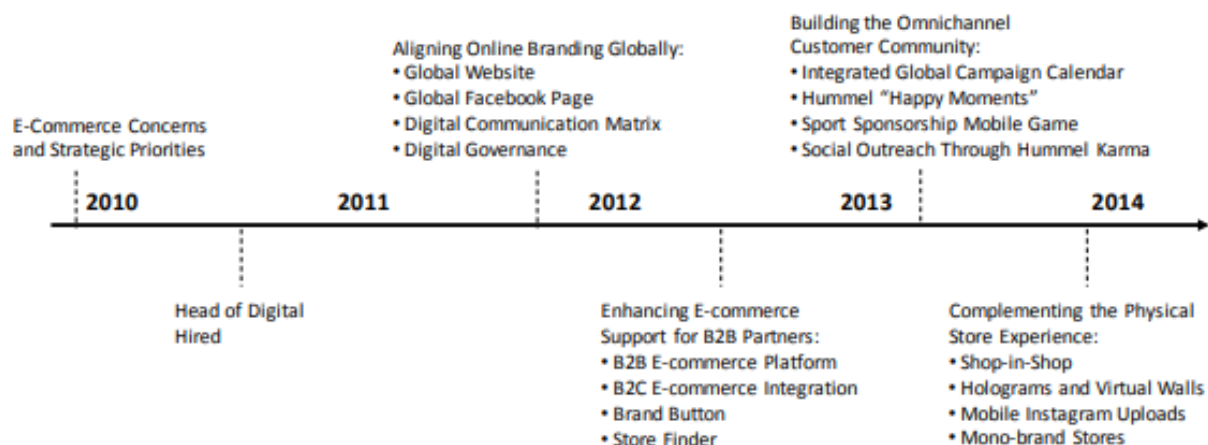 Building the Omnichannel
Customer Community:
• Integrated Global Campaign Calendar
• Hummel “Happy Moments”
• Sport Sponsorship Mobile Game
• Social Outreach Through Hummel Karma
Aligning Online Branding Globally:
• Global Website
• Global Facebook Page
• Digital Communication Matrix
• Digital Governance
E-Commerce Concerns
and Strategic Priorities
2010 2011 2012 2013 2014
Head of Digital
Hired
Enhancing E-commerce
Support for B2B Partners:
• B2B E-commerce Platform
• B2C E-commerce Integration
• Brand Button
• Store Finder
Complementing the Physical
Store Experience:
• Shop-in-Shop
• Holograms and Virtual Walls
• Mobile Instagram Uploads
• Mono-brand Stores